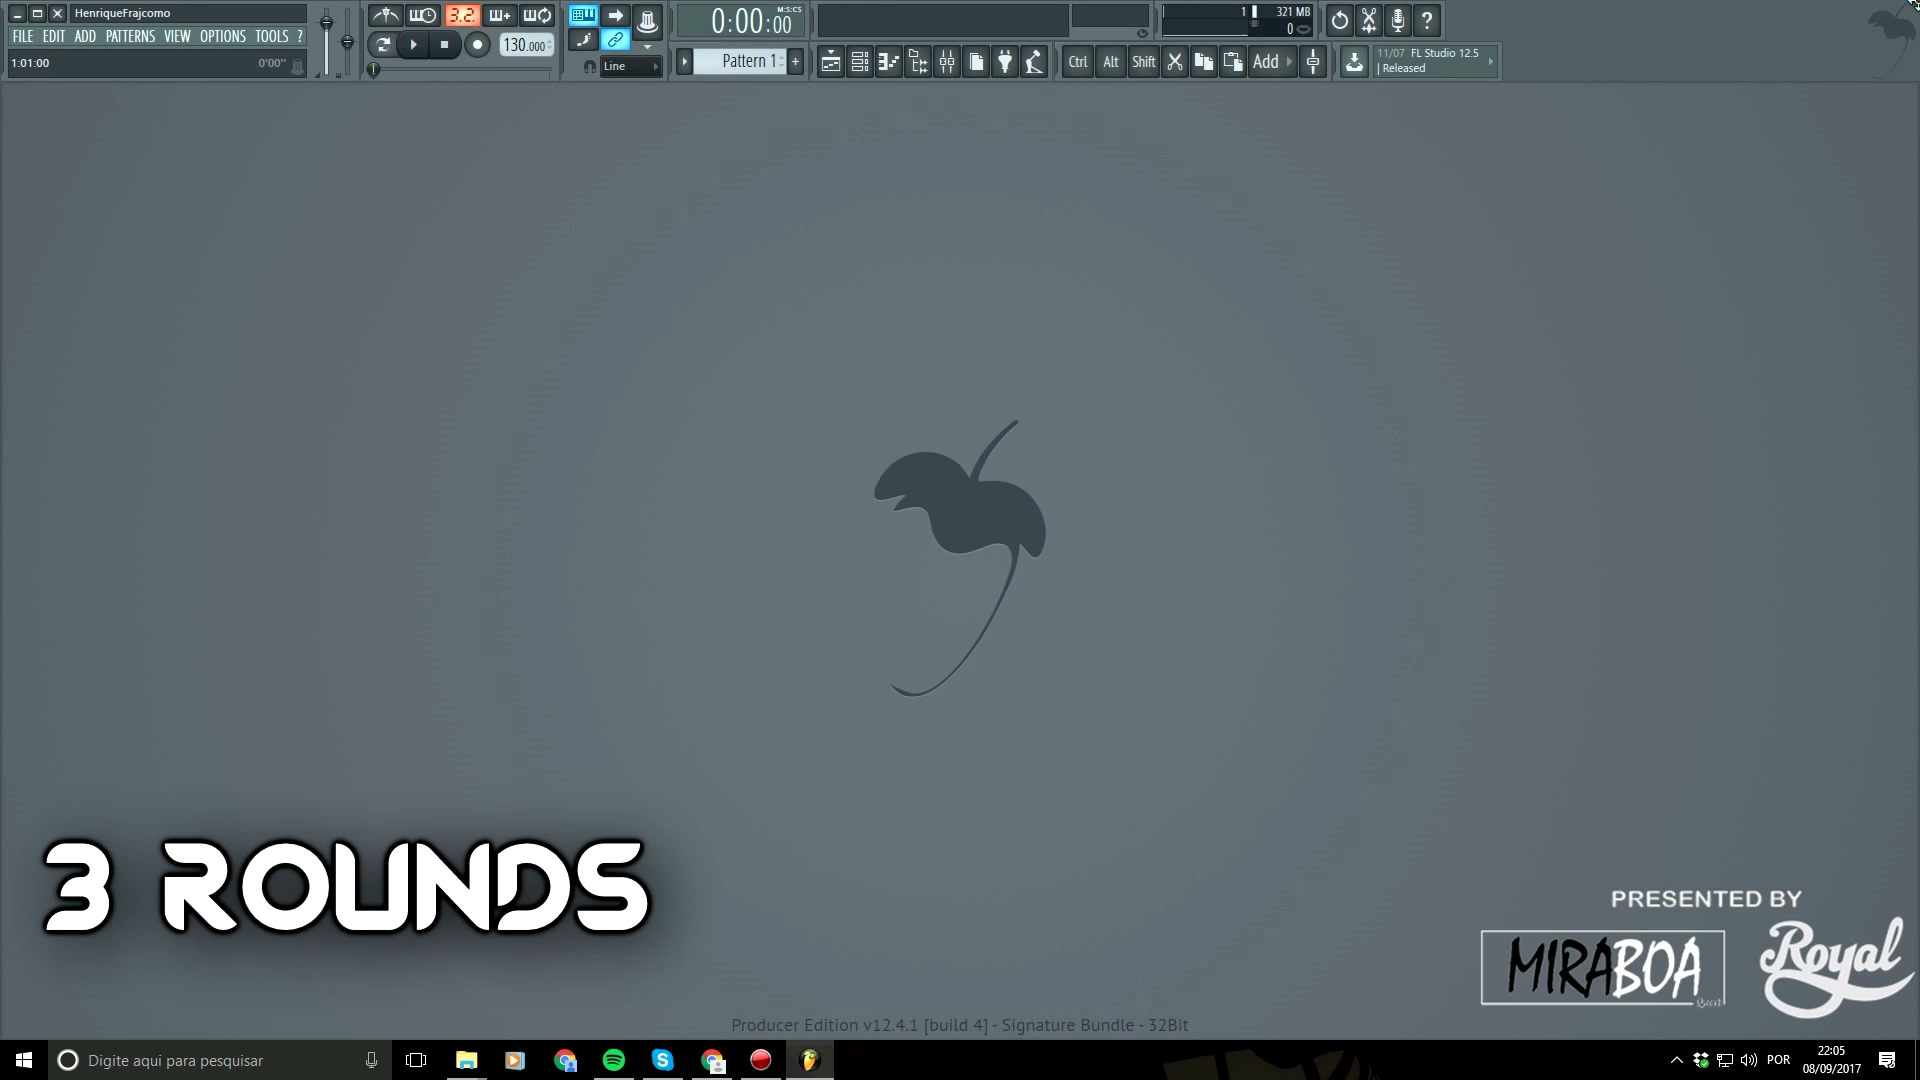 HenriqueFrajcomo
FILE EDIT ADD PATTERNS VIEW OPTIONS TOOLS ?
1:01:00 0'00"
3.2.
130.000
Line
0:00:00 M:S:CS
Pattern 1
1 321 MB
0
Ctrl Alt Shift Add
11/07 FL Studio 12.5
| Released
3 ROUNDS
PRESENTED BY
MIRABOA
Royal
Producer Edition v12.4.1 [build 4] - Signature Bundle - 32Bit
Digite aqui para pesquisar
POR
22:05
08/09/2017